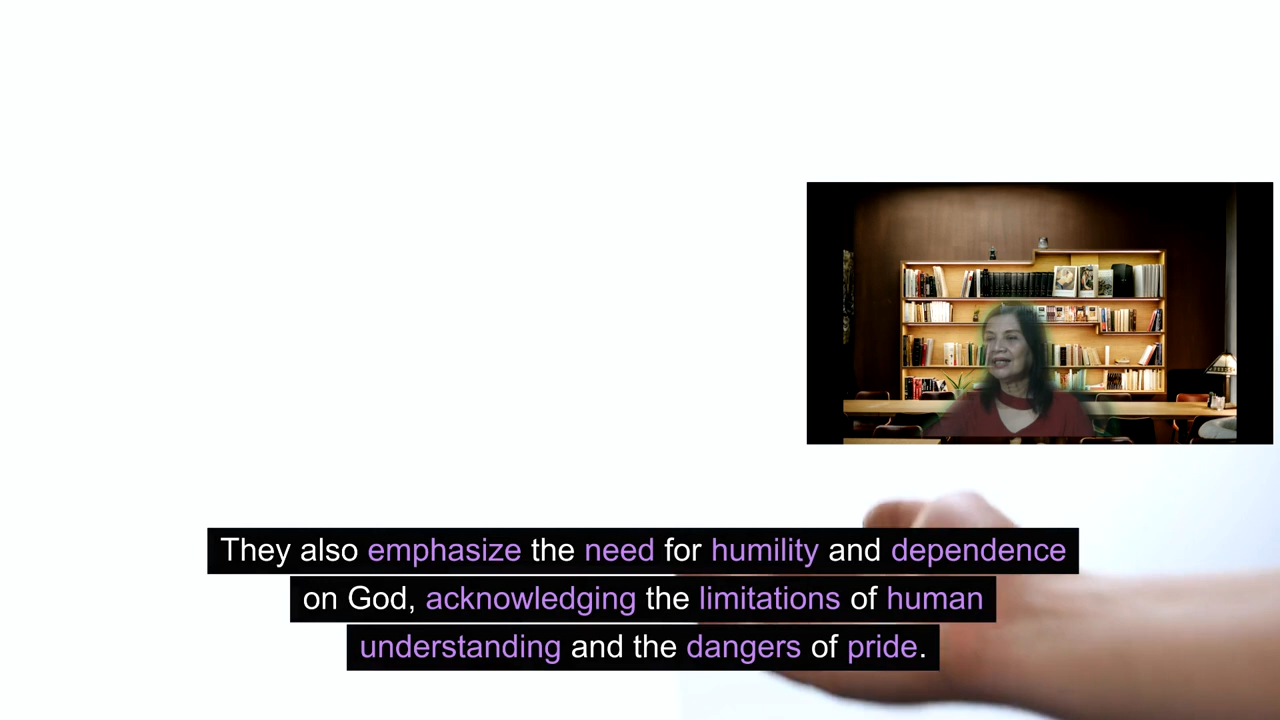 They also emphasize the need for humility and dependence
on God, acknowledging the limitations of human
understanding and the dangers of pride.